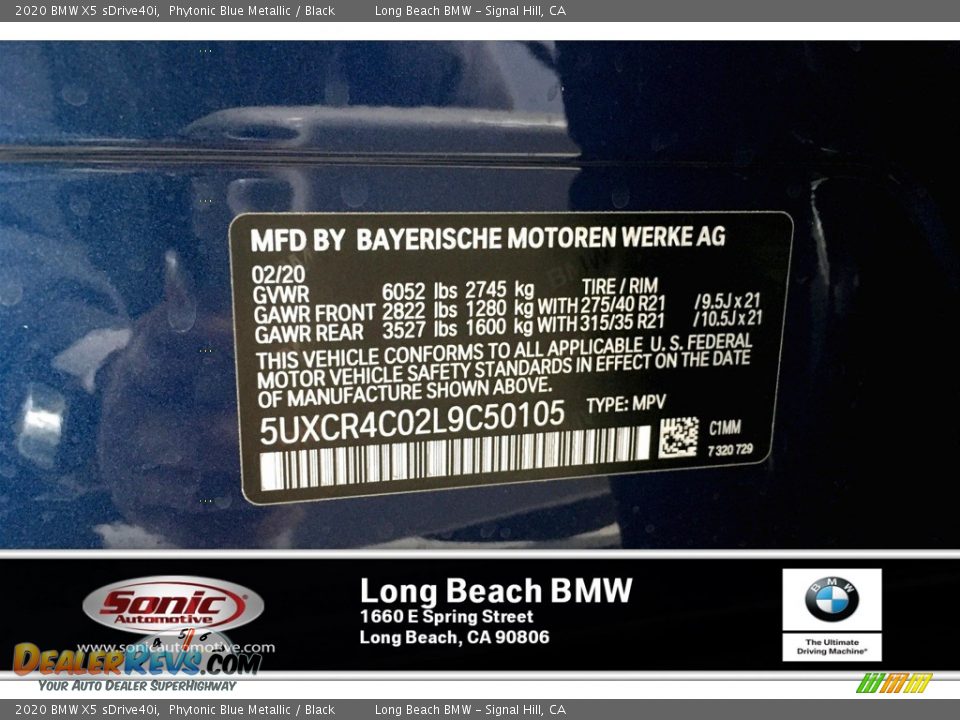 2020 BMW X5 sDrive40i,  Phytonic Blue Metallic / Black          Long Beach BMW - Signal Hill, CA
MFD BY BAYERISCHE MOTOREN WERKE AG
02/20
GVWR 6052 lbs 2745 kg TIRE / RIM
GAWR FRONT 2822 lbs 1280 kg WITH 275/40 R21 /9.5J x 21
GAWR REAR 3527 lbs 1600 kg WITH 315/35 R21 /10.5J x 21
THIS VEHICLE CONFORMS TO ALL APPLICABLE U. S. FEDERAL
MOTOR VEHICLE SAFETY STANDARDS IN EFFECT ON THE DATE
OF MANUFACTURE SHOWN ABOVE.
5UXCR4C02L9C50105 TYPE: MPV
C1MM
7 320 729
Sonic
Automotive
www.sonicautomotive.com
Long Beach BMW
1660 E Spring Street
Long Beach, CA 90806
BMW
The Ultimate
Driving Machine®
4 5 6
DealerRevs.com
Your Auto Dealer SuperHighway
2020 BMW X5 sDrive40i,  Phytonic Blue Metallic / Black          Long Beach BMW - Signal Hill, CA